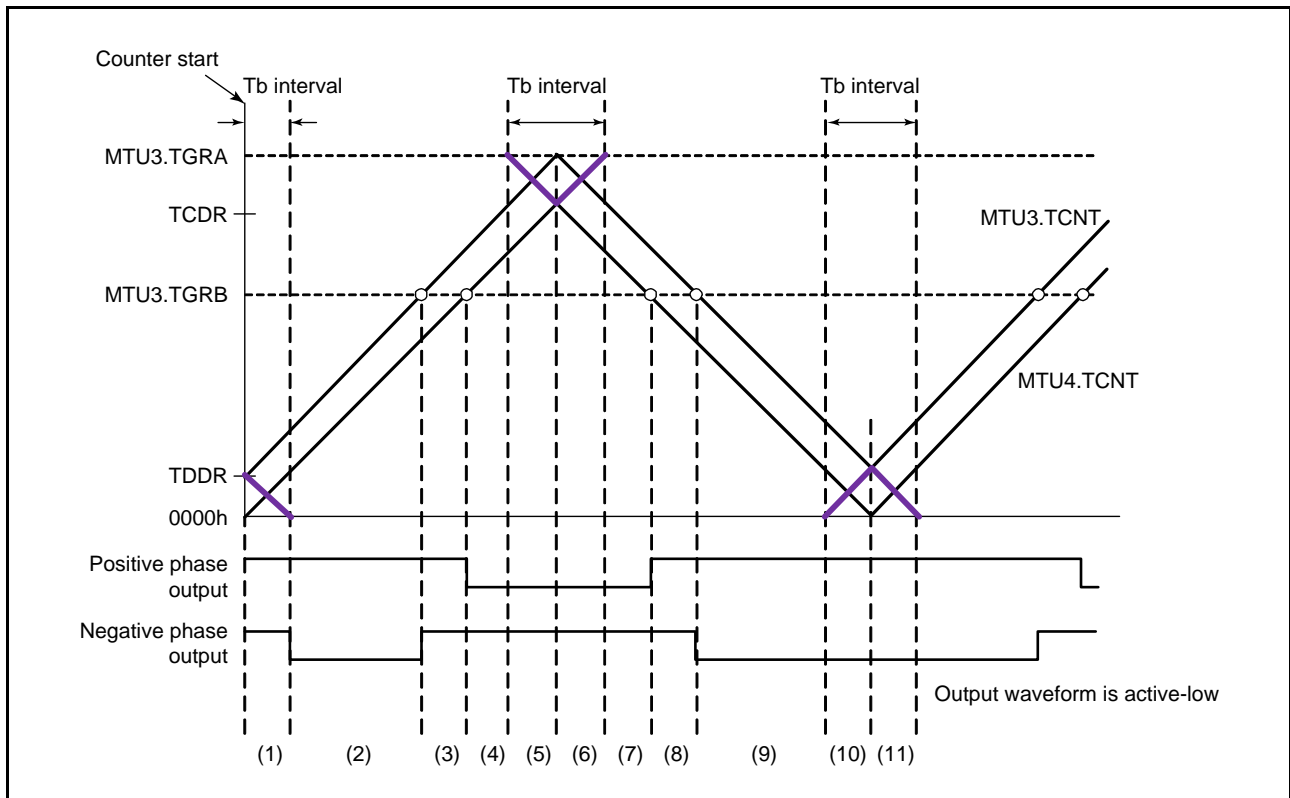 Counter start
Tb interval
Tb interval
Tb interval
MTU3.TGRA
TCDR
MTU3.TCNT
MTU3.TGRB
MTU4.TCNT
TDDR
0000h
Positive phase
output
Negative phase
output
Output waveform is active-low
(1) (2) (3) (4) (5) (6) (7) (8) (9) (10) (11)